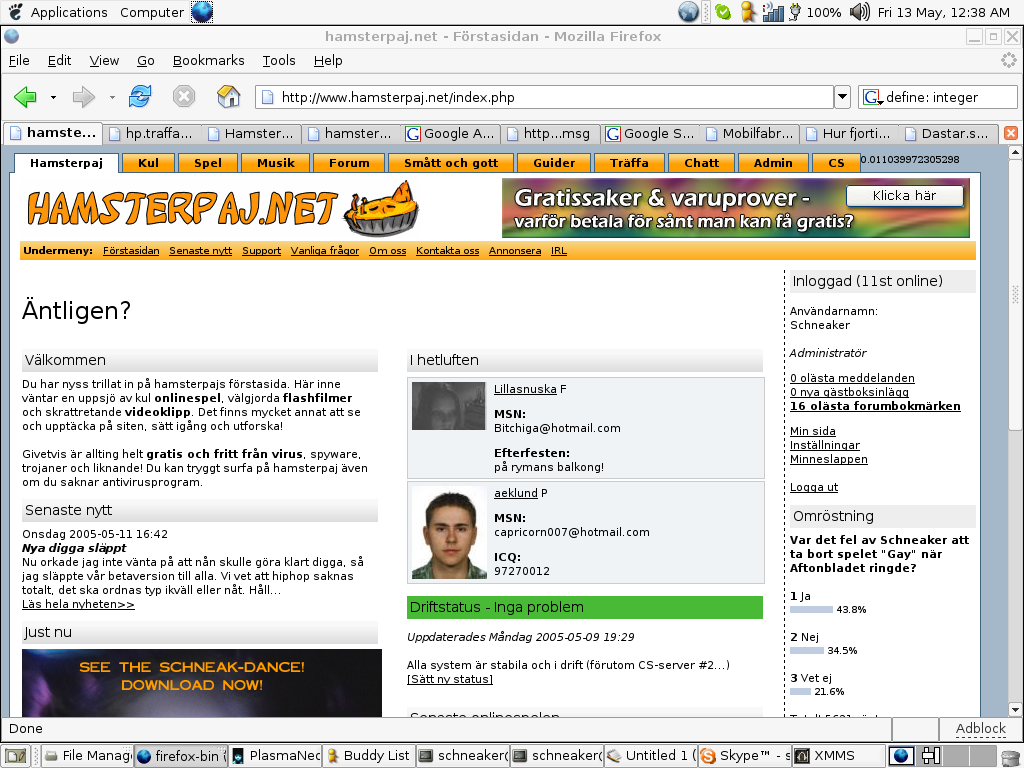 Applications Computer 100% Fri 13 May, 12:38 AM
hamsterpaj.net - Förstasidan - Mozilla Firefox
File Edit View Go Bookmarks Tools Help
http://www.hamsterpaj.net/index.php define: integer
hamste... hp.traffa... Hamster... hamster... Google A... http...msg Google S... Mobilfabr... Hur fjorti... Dastar.s...
Hamsterpaj Kul Spel Musik Forum Smått och gott Guider Träffa Chatt Admin CS 0.011039972305298
HAMSTERPAJ.NET
Gratissaker & varuprover -
varför betala för sånt man kan få gratis?
Klicka här
Undermeny: Förstasidan Senaste nytt Support Vanliga frågor Om oss Kontakta oss Annonsera IRL
Äntligen?
Välkommen
Du har nyss trillat in på hamsterpajs förstasida. Här inne
väntar en uppsjö av kul onlinespel, välgjorda flashfilmer
och skrattretande videoklipp. Det finns mycket annat att se
och upptäcka på siten, sätt igång och utforska!
Givetvis är allting helt gratis och fritt från virus, spyware,
trojaner och liknande! Du kan tryggt surfa på hamsterpaj även
om du saknar antivirusprogram.
Senaste nytt
Onsdag 2005-05-11 16:42
Nya digga släppt
Nu orkade jag inte vänta på att nån skulle göra klart digga, så
jag släppte vår betaversion till alla. Vi vet att hiphop saknas
totalt, det ska ordnas typ ikväll eller nåt. Håll...
Läs hela nyheten>>
Just nu
SEE THE SCHNEAK-DANCE!
DOWNLOAD NOW!
I hetluften
Lillasnuska F
MSN:
Bitchiga@hotmail.com
Efterfesten:
på rymans balkong!
aeklund P
MSN:
capricorn007@hotmail.com
ICQ:
97270012
Driftstatus - Inga problem
Uppdaterades Måndag 2005-05-09 19:29
Alla system är stabila och i drift (förutom CS-server #2...)
[Sätt ny status]
Senaste onlinespelen
Inloggad (11st online)
Användarnamn:
Schneaker
Administratör
0 olästa meddelanden
0 nya gästboksinlägg
16 olästa forumbokmärken
Min sida
Inställningar
Minneslappen
Logga ut
Omröstning
Var det fel av Schneaker att
ta bort spelet "Gay" när
Aftonbladet ringde?
1 Ja
43.8%
2 Nej
34.5%
3 Vet ej
21.6%
Done Adblock
File Manag firefox-bin ( PlasmaNec Buddy List schneaker( schneaker( Untitled 1 ( Skype™ - s XMMS